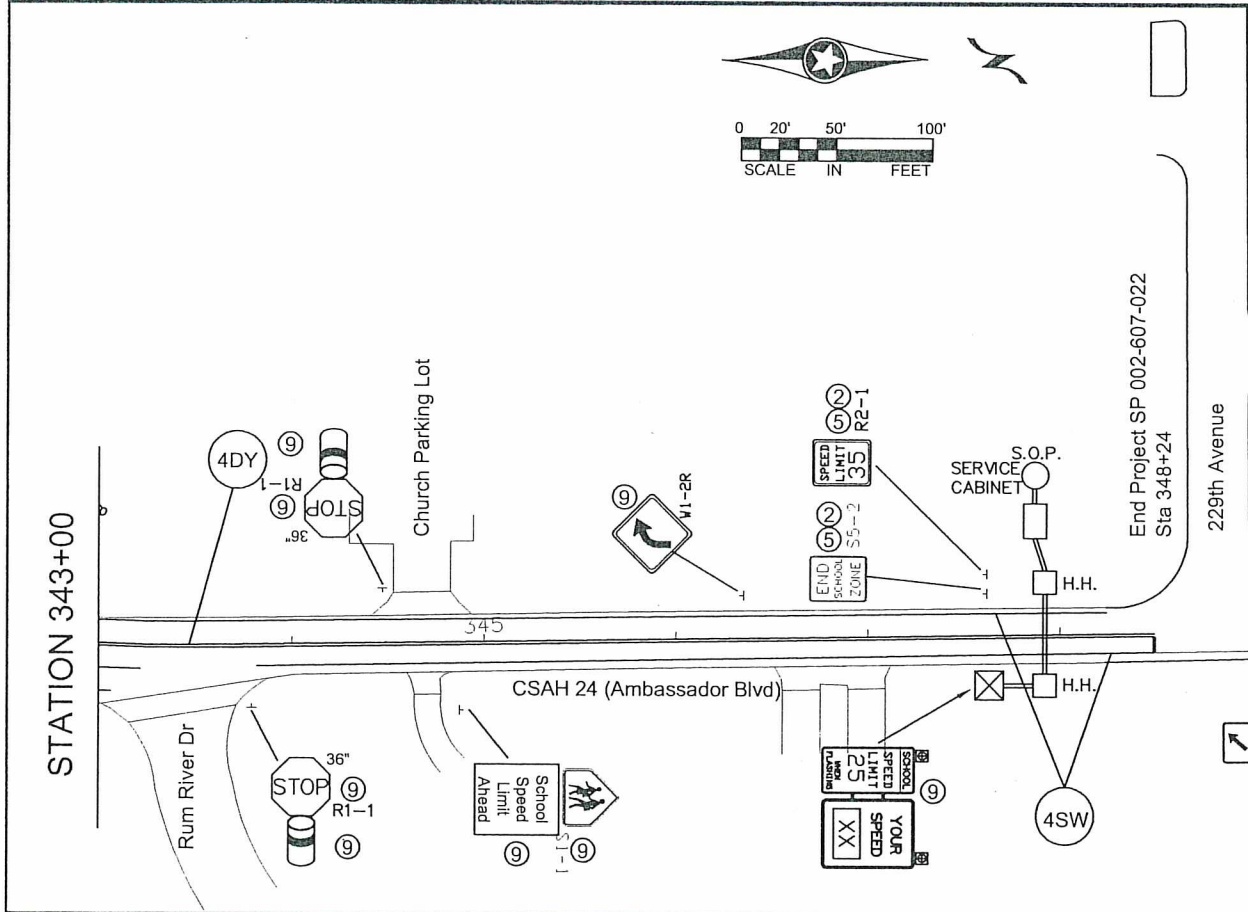 STATION 343+00
0 20' 50' 100'
SCALE IN FEET
4DY
9
STOP
R1-1
9
36"
Church Parking Lot
9
W1-2R
2
5
R2-1
SPEED
LIMIT
35
2
5
S5-2
END
SCHOOL
ZONE
S.O.P.
SERVICE
CABINET
H.H.
End Project SP 002-607-022
Sta 348+24
229th Avenue
345
CSAH 24 (Ambassador Blvd)
H.H.
Rum River Dr
36"
STOP
9
R1-1
9
School
Speed
Limit
Ahead
9
S1-1
9
SCHOOL
SPEED
LIMIT
25
WHEN
FLASHING
9
YOUR
SPEED
XX
4SW